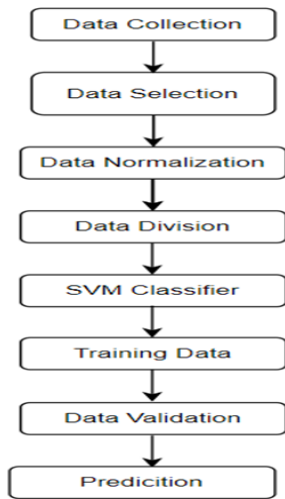 Data Collection
Data Selection
Data Normalization
Data Division
SVM Classifier
Training Data
Data Validation
Predicition